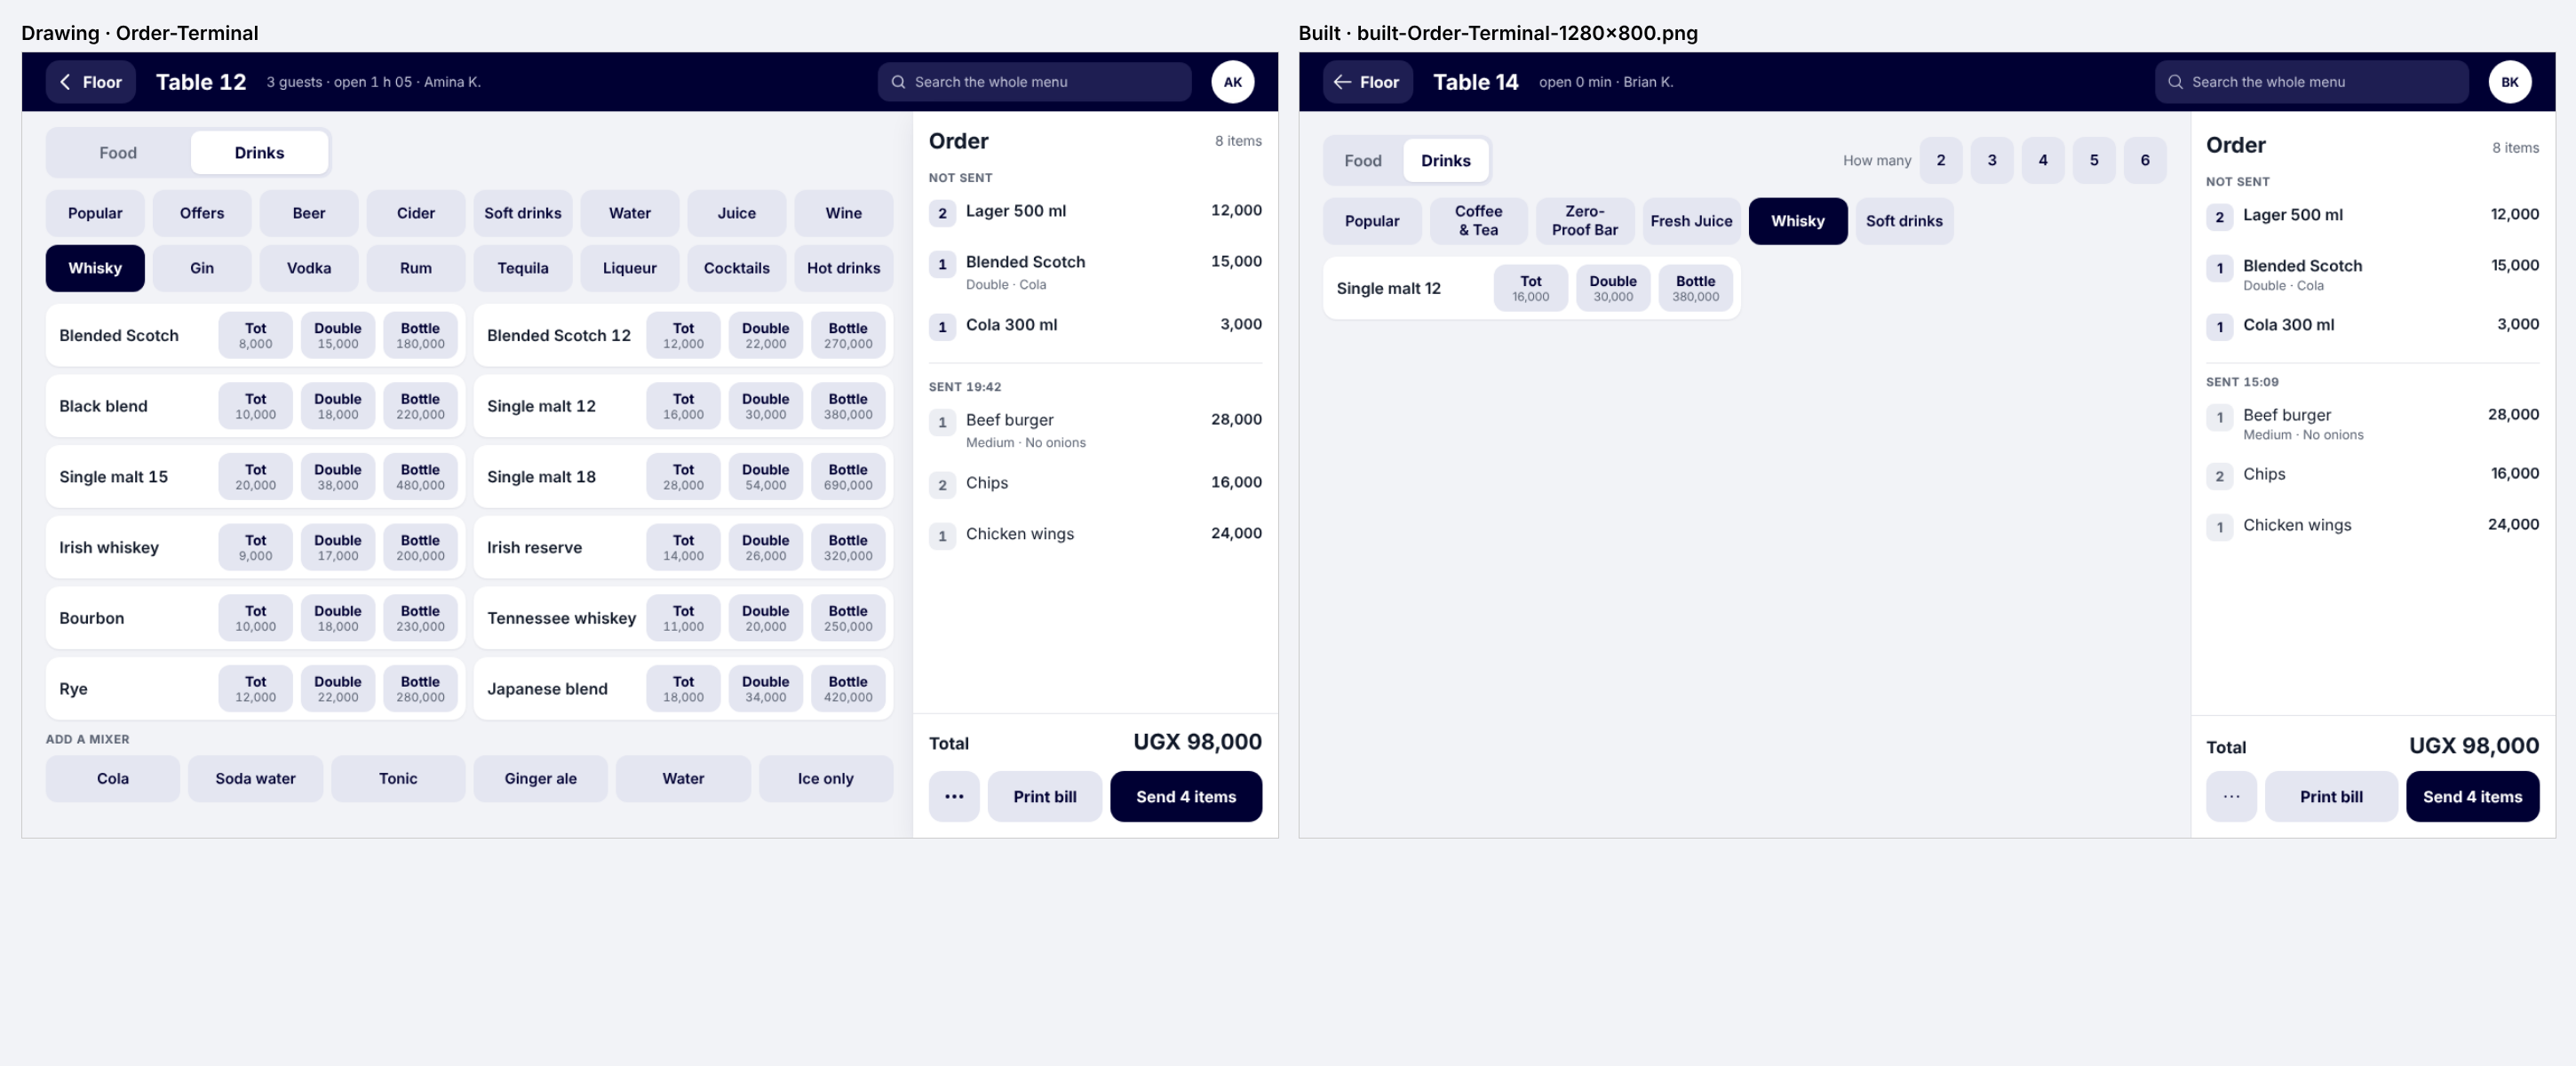 Drawing · Order-Terminal
Floor
Table 12
3 guests · open 1 h 05 · Amina K.
Search the whole menu
AK
Food
Drinks
Popular
Offers
Beer
Cider
Soft drinks
Water
Juice
Wine
Whisky
Gin
Vodka
Rum
Tequila
Liqueur
Cocktails
Hot drinks
Blended Scotch
Tot
8,000
Double
15,000
Bottle
180,000
Blended Scotch 12
Tot
12,000
Double
22,000
Bottle
270,000
Black blend
Tot
10,000
Double
18,000
Bottle
220,000
Single malt 12
Tot
16,000
Double
30,000
Bottle
380,000
Single malt 15
Tot
20,000
Double
38,000
Bottle
480,000
Single malt 18
Tot
28,000
Double
54,000
Bottle
690,000
Irish whiskey
Tot
9,000
Double
17,000
Bottle
200,000
Irish reserve
Tot
14,000
Double
26,000
Bottle
320,000
Bourbon
Tot
10,000
Double
18,000
Bottle
230,000
Tennessee whiskey
Tot
11,000
Double
20,000
Bottle
250,000
Rye
Tot
12,000
Double
22,000
Bottle
280,000
Japanese blend
Tot
18,000
Double
34,000
Bottle
420,000
ADD A MIXER
Cola
Soda water
Tonic
Ginger ale
Water
Ice only
Order
8 items
NOT SENT
2 Lager 500 ml 12,000
1 Blended Scotch 15,000
Double · Cola
1 Cola 300 ml 3,000
SENT 19:42
1 Beef burger 28,000
Medium · No onions
2 Chips 16,000
1 Chicken wings 24,000
Total UGX 98,000
Print bill
Send 4 items
Built · built-Order-Terminal-1280×800.png
Floor
Table 14
open 0 min · Brian K.
Search the whole menu
BK
Food
Drinks
How many
2
3
4
5
6
Popular
Coffee
& Tea
Zero-
Proof Bar
Fresh Juice
Whisky
Soft drinks
Single malt 12
Tot
16,000
Double
30,000
Bottle
380,000
Order
8 items
NOT SENT
2 Lager 500 ml 12,000
1 Blended Scotch 15,000
Double · Cola
1 Cola 300 ml 3,000
SENT 15:09
1 Beef burger 28,000
Medium · No onions
2 Chips 16,000
1 Chicken wings 24,000
Total UGX 98,000
Print bill
Send 4 items